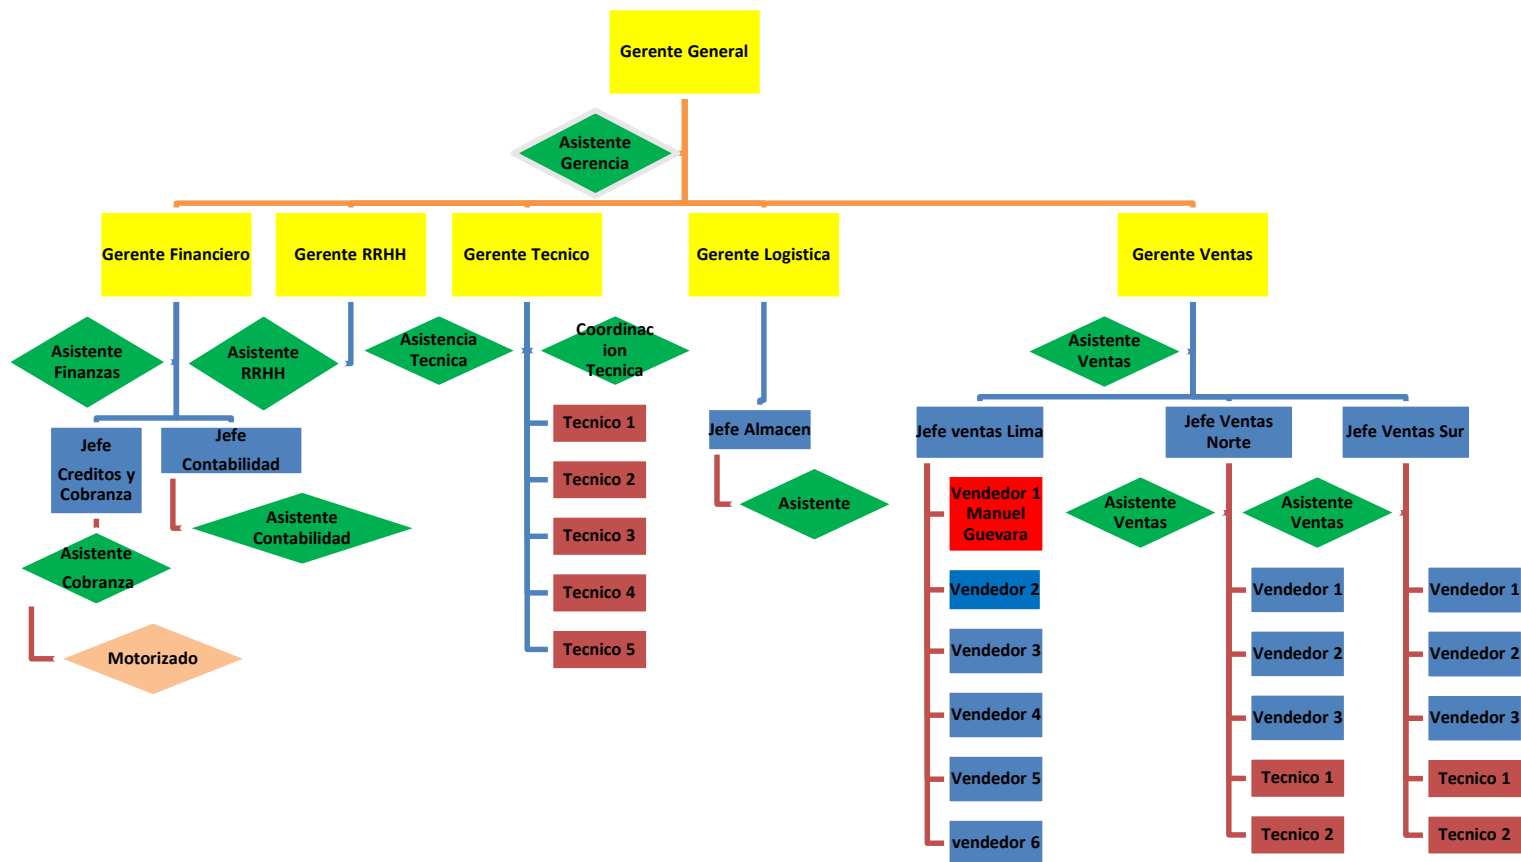 Gerente General
Asistente
Gerencia
Gerente Financiero
Gerente RRHH
Gerente Tecnico
Gerente Logistica
Gerente Ventas
Asistente
Finanzas
Asistente
RRHH
Asistencia
Tecnica
Coordinac
ion
Tecnica
Asistente
Ventas
Jefe
Creditos y
Cobranza
Jefe
Contabilidad
Asistente
Contabilidad
Asistente
Cobranza
Motorizado
Tecnico 1
Tecnico 2
Tecnico 3
Tecnico 4
Tecnico 5
Jefe Almacen
Asistente
Jefe ventas Lima
Vendedor 1
Manuel
Guevara
Vendedor 2
Vendedor 3
Vendedor 4
Vendedor 5
vendedor 6
Jefe Ventas
Norte
Asistente
Ventas
Vendedor 1
Vendedor 2
Vendedor 3
Tecnico 1
Tecnico 2
Jefe Ventas Sur
Asistente
Ventas
Vendedor 1
Vendedor 2
Vendedor 3
Tecnico 1
Tecnico 2